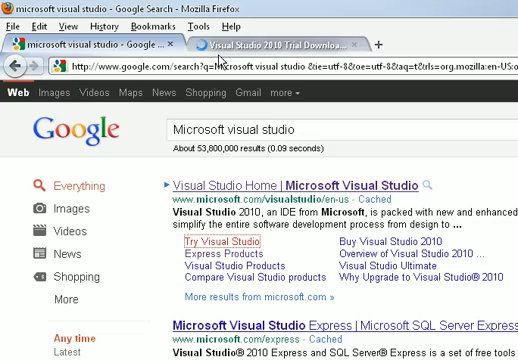 microsoft visual studio - Google Search - Mozilla Firefox
File Edit View History Bookmarks Tools Help
microsoft visual studio - Google ... Visual Studio 2010 Trial Downloa...
http://www.google.com/search?q=Microsoft visual studio &ie=utf-8&oe=utf-8&aq=t&rls=org.mozilla:en-US:o
Web Images Videos Maps News Shopping Gmail more
Google
Microsoft visual studio
About 53,800,000 results (0.09 seconds)
Everything
Images
Videos
News
Shopping
More
Any time
Latest
Visual Studio Home | Microsoft Visual Studio
www.microsoft.com/visualstudio/en-us - Cached
Visual Studio 2010, an IDE from Microsoft, is packed with new and enhanced
simplify the entire software development process from design to ...
Try Visual Studio Buy Visual Studio 2010
Express Products Overview of Visual Studio 2010 ...
Visual Studio Products Visual Studio Ultimate
Compare Visual Studio products Why Upgrade to Visual Studio® 2010
More results from microsoft.com »
Microsoft Visual Studio Express | Microsoft SQL Server Express
www.microsoft.com/express - Cached
Visual Studio® 2010 Express and SQL Server® Express is a set of free tools